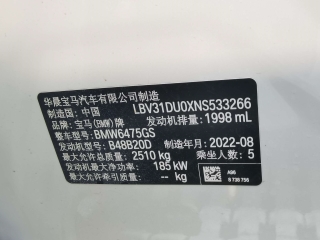 华晨宝马汽车有限公司制造
制造国: 中国 LBV31DU0XNS533266
品牌: 宝马(BMW)牌 发动机排量: 1998 mL
整车型号: BMW6475GS
发动机型号: B48B20D 制造年月: 2022-08
最大允许总质量: 2510 kg 乘坐人数: 5
发动机最大净功率: 185 kW
最大允许牵引质量: -- kg
A96
8 738 756